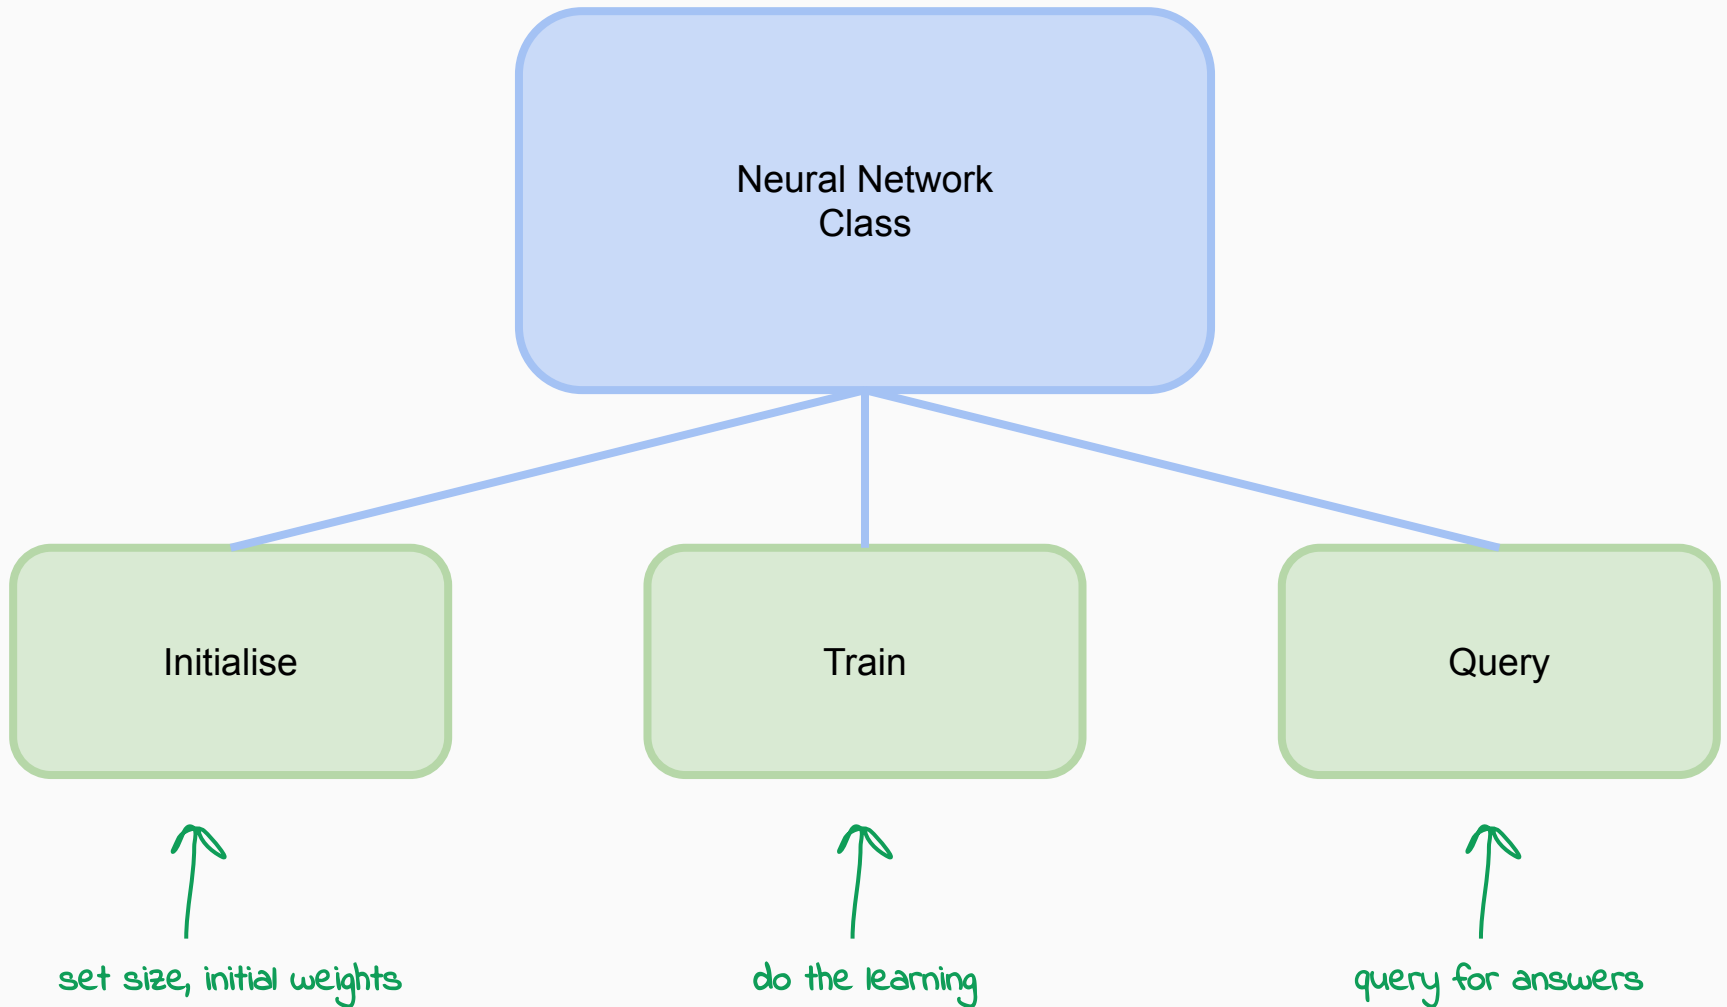 Neural Network
Class
Initialise
Train
Query
set size, initial weights
do the learning
query for answers